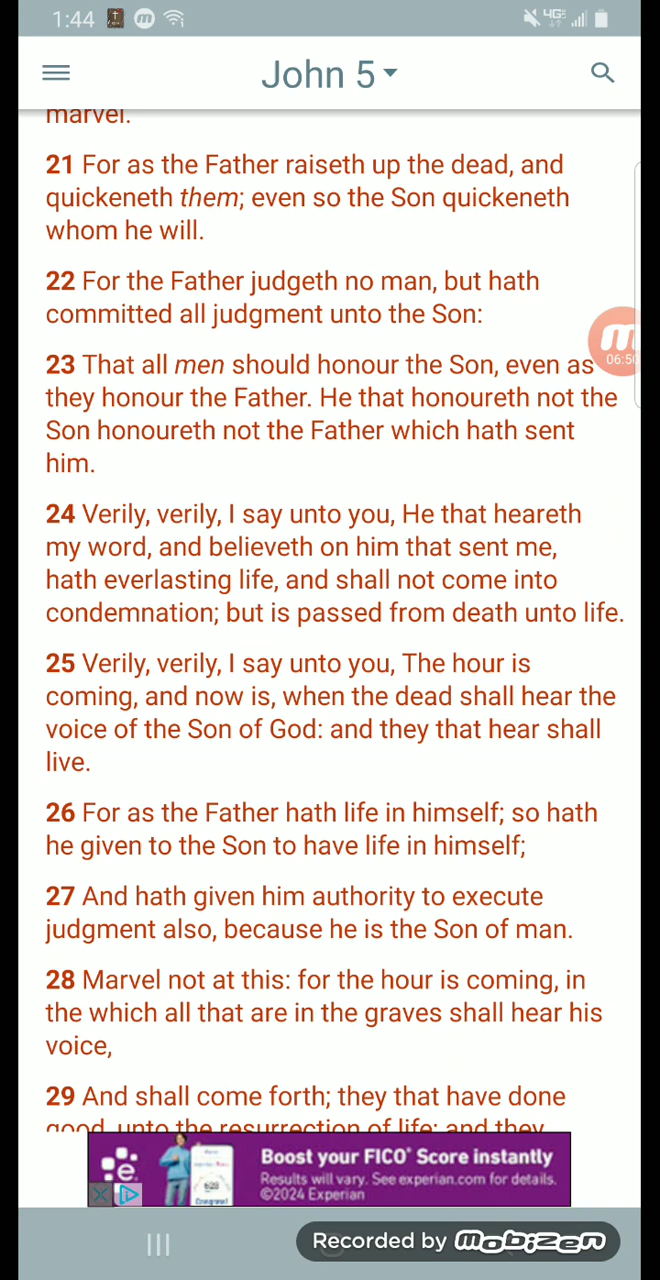 1:44
4G
John 5
marvel.
21 For as the Father raiseth up the dead, and
quickeneth them; even so the Son quickeneth
whom he will.
22 For the Father judgeth no man, but hath
committed all judgment unto the Son:
23 That all men should honour the Son, even as
they honour the Father. He that honoureth not the
Son honoureth not the Father which hath sent
him.
m
06:50
24 Verily, verily, I say unto you, He that heareth
my word, and believeth on him that sent me,
hath everlasting life, and shall not come into
condemnation; but is passed from death unto life.
25 Verily, verily, I say unto you, The hour is
coming, and now is, when the dead shall hear the
voice of the Son of God: and they that hear shall
live.
26 For as the Father hath life in himself; so hath
he given to the Son to have life in himself;
27 And hath given him authority to execute
judgment also, because he is the Son of man.
28 Marvel not at this: for the hour is coming, in
the which all that are in the graves shall hear his
voice,
29 And shall come forth; they that have done
good, unto the resurrection of life; and they
e.
Boost your FICO® Score instantly
Results will vary. See experian.com for details.
©2024 Experian
Recorded by mobizen